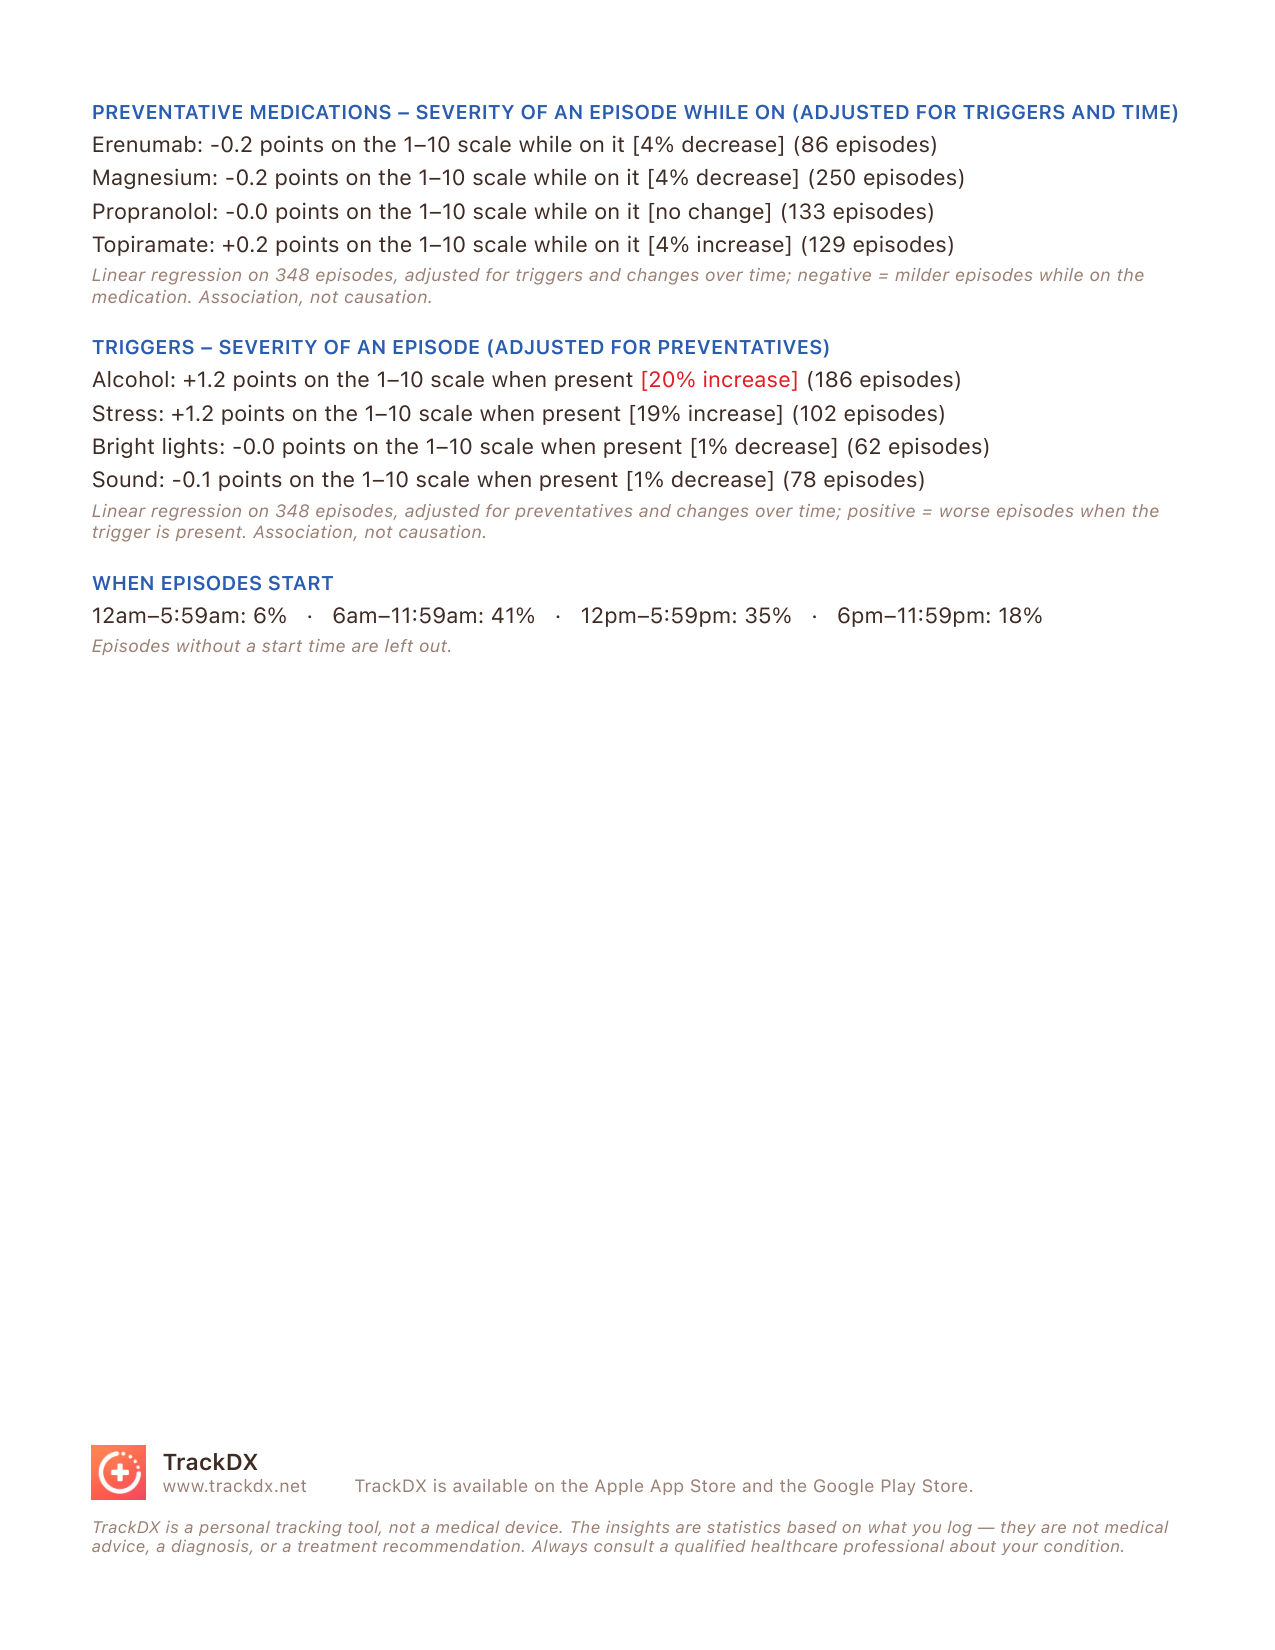 PREVENTATIVE MEDICATIONS – SEVERITY OF AN EPISODE WHILE ON (ADJUSTED FOR TRIGGERS AND TIME)
Erenumab: -0.2 points on the 1–10 scale while on it [4% decrease] (86 episodes)
Magnesium: -0.2 points on the 1–10 scale while on it [4% decrease] (250 episodes)
Propranolol: -0.0 points on the 1–10 scale while on it [no change] (133 episodes)
Topiramate: +0.2 points on the 1–10 scale while on it [4% increase] (129 episodes)
Linear regression on 348 episodes, adjusted for triggers and changes over time; negative = milder episodes while on the
medication. Association, not causation.
TRIGGERS – SEVERITY OF AN EPISODE (ADJUSTED FOR PREVENTATIVES)
Alcohol: +1.2 points on the 1–10 scale when present [20% increase] (186 episodes)
Stress: +1.2 points on the 1–10 scale when present [19% increase] (102 episodes)
Bright lights: -0.0 points on the 1–10 scale when present [1% decrease] (62 episodes)
Sound: -0.1 points on the 1–10 scale when present [1% decrease] (78 episodes)
Linear regression on 348 episodes, adjusted for preventatives and changes over time; positive = worse episodes when the
trigger is present. Association, not causation.
WHEN EPISODES START
12am–5:59am: 6% · 6am–11:59am: 41% · 12pm–5:59pm: 35% · 6pm–11:59pm: 18%
Episodes without a start time are left out.
TrackDX
www.trackdx.net TrackDX is available on the Apple App Store and the Google Play Store.
TrackDX is a personal tracking tool, not a medical device. The insights are statistics based on what you log — they are not medical
advice, a diagnosis, or a treatment recommendation. Always consult a qualified healthcare professional about your condition.